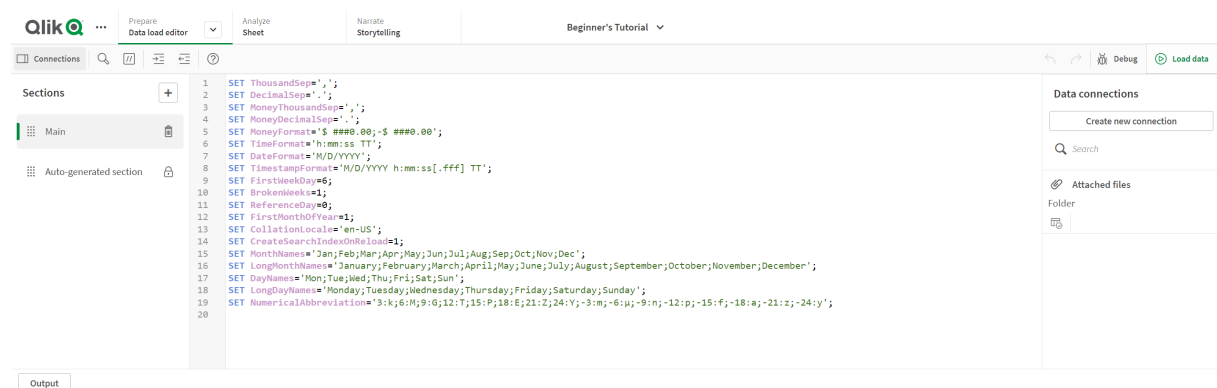 Qlik
Prepare
Data load editor
Analyze
Sheet
Narrate
Storytelling
Beginner's Tutorial
Connections
//
?
Debug
Load data
Sections
+
Main
Auto-generated section
1 SET ThousandSep=',';
2 SET DecimalSep='.';
3 SET MoneyThousandSep=',';
4 SET MoneyDecimalSep='.';
5 SET MoneyFormat='$ ###0.00;-$ ###0.00';
6 SET TimeFormat='h:mm:ss TT';
7 SET DateFormat='M/D/YYYY';
8 SET TimestampFormat='M/D/YYYY h:mm:ss[.fff] TT';
9 SET FirstWeekDay=6;
10 SET BrokenWeeks=1;
11 SET ReferenceDay=0;
12 SET FirstMonthOfYear=1;
13 SET CollationLocale='en-US';
14 SET CreateSearchIndexOnReload=1;
15 SET MonthNames='Jan;Feb;Mar;Apr;May;Jun;Jul;Aug;Sep;Oct;Nov;Dec';
16 SET LongMonthNames='January;February;March;April;May;June;July;August;September;October;November;December';
17 SET DayNames='Mon;Tue;Wed;Thu;Fri;Sat;Sun';
18 SET LongDayNames='Monday;Tuesday;Wednesday;Thursday;Friday;Saturday;Sunday';
19 SET NumericalAbbreviation='3:k;6:M;9:G;12:T;15:P;18:E;21:Z;24:Y;-3:m;-6:μ;-9:n;-12:p;-15:f;-18:a;-21:z;-24:y';
20
Data connections
Create new connection
Search
Attached files
Folder
Output